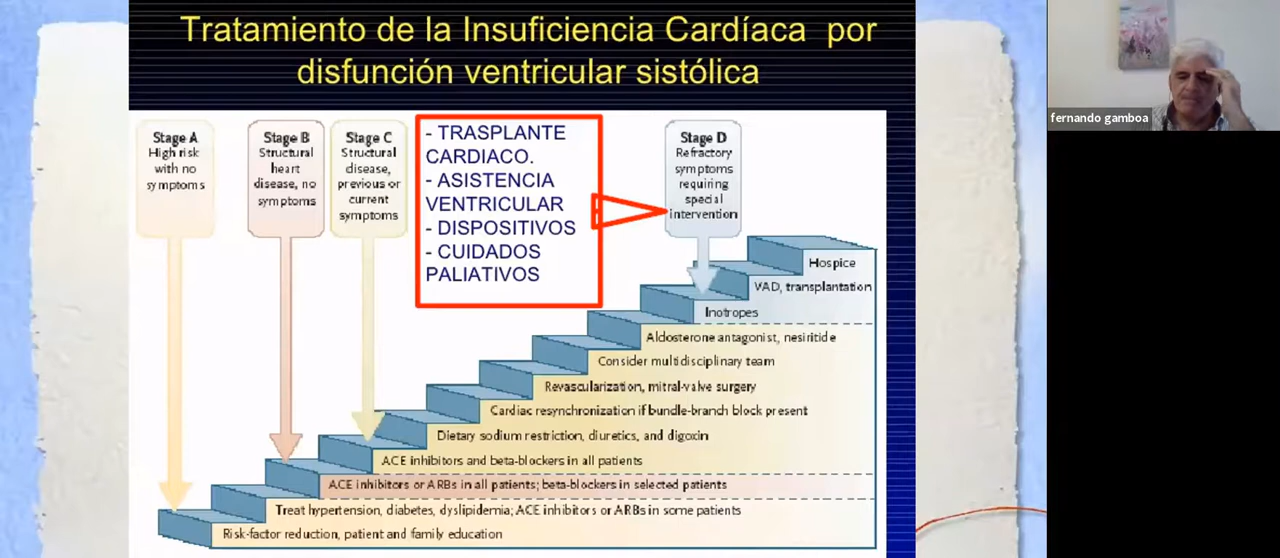 Tratamiento de la Insuficiencia Cardíaca por
disfunción ventricular sistólica
Stage A
High risk
with no
symptoms
Stage B
Structural
heart
disease, no
symptoms
Stage C
Structural
disease,
previous or
current
symptoms
- TRASPLANTE
CARDIACO.
- ASISTENCIA
VENTRICULAR
- DISPOSITIVOS
- CUIDADOS
PALIATIVOS
Stage D
Refractory
symptoms
requiring
special
intervention
Hospice
VAD, transplantation
Inotropes
Aldosterone antagonist, nesiritide
Consider multidisciplinary team
Revascularization, mitral-valve surgery
Cardiac resynchronization if bundle-branch block present
Dietary sodium restriction, diuretics, and digoxin
ACE inhibitors and beta-blockers in all patients
ACE inhibitors or ARBs in all patients; beta-blockers in selected patients
Treat hypertension, diabetes, dyslipidemia; ACE inhibitors or ARBs in some patients
Risk-factor reduction, patient and family education
fernando gamboa